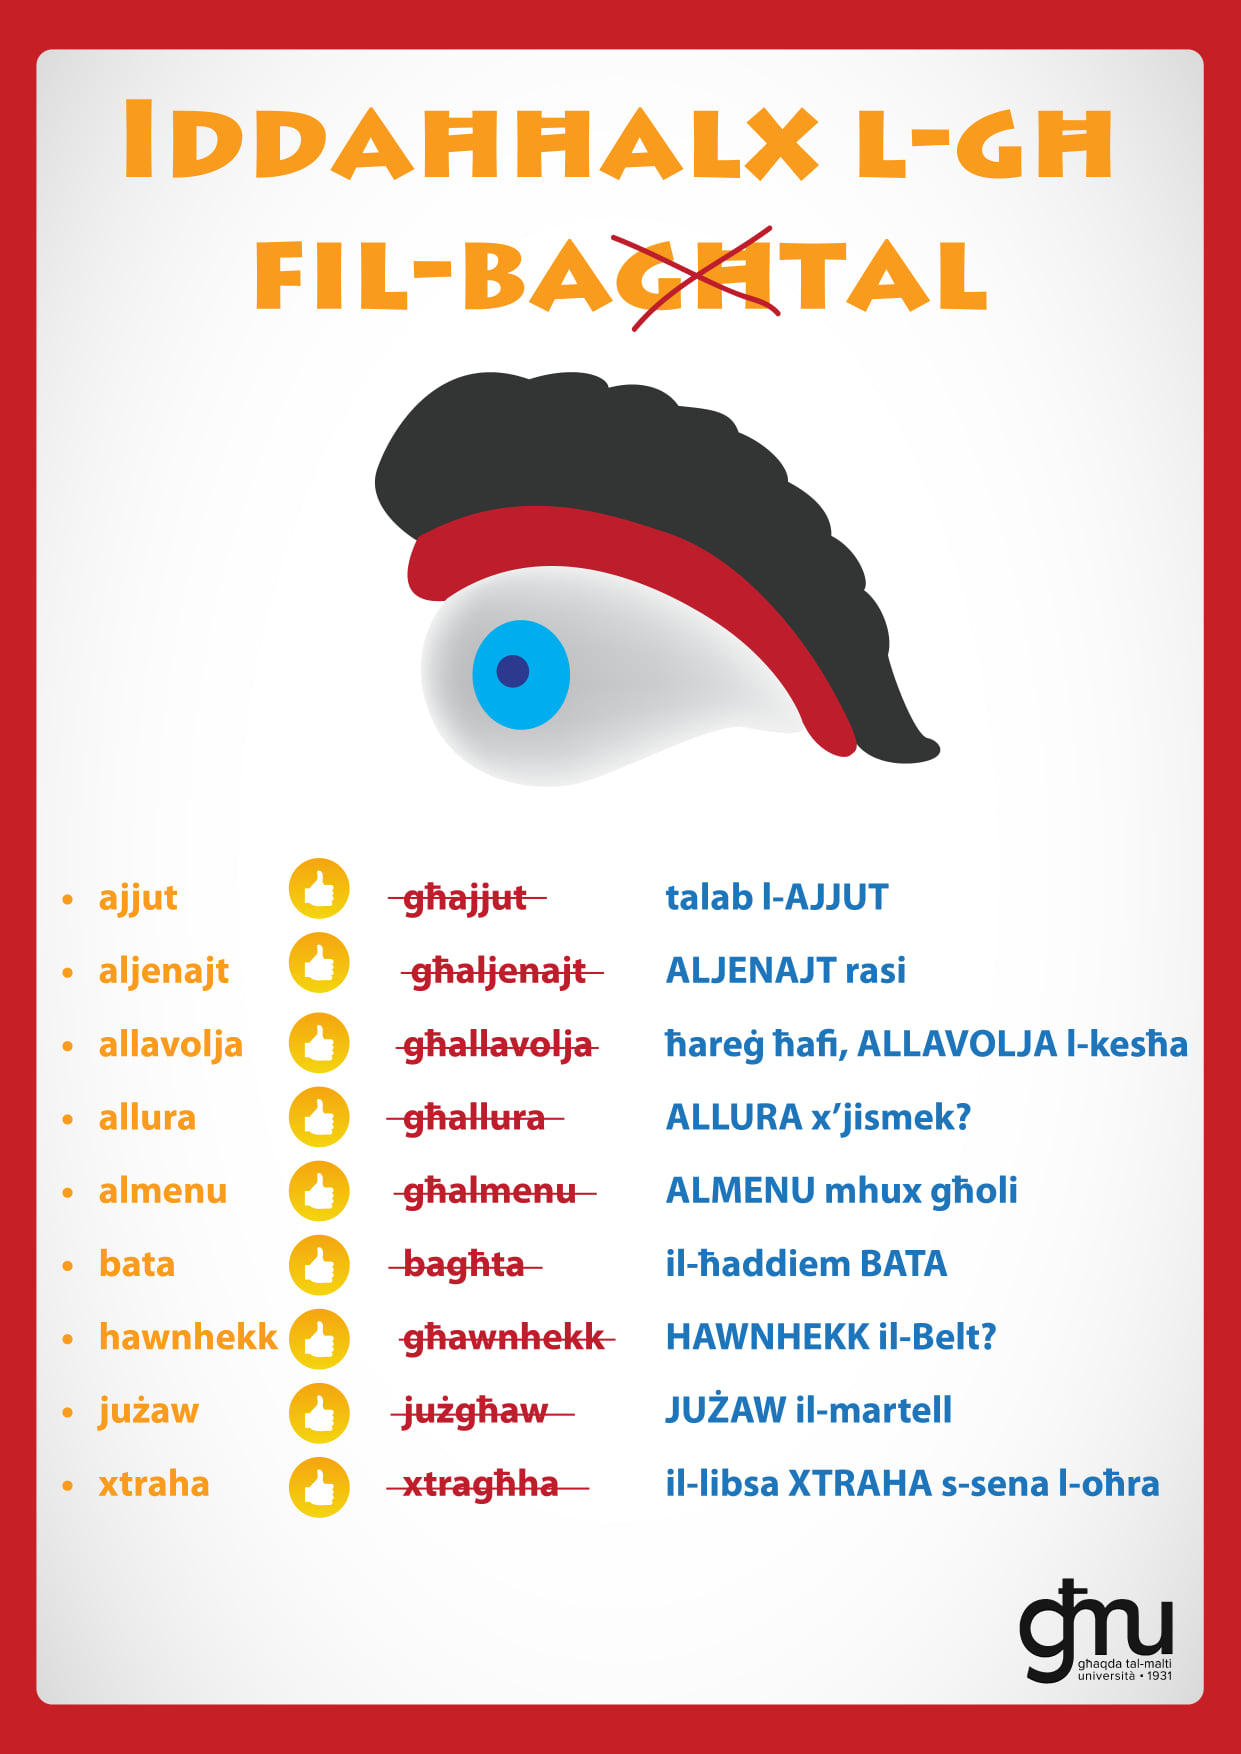 IDDAĦĦALX L-GĦ
FIL-BAGĦTAL
• ajjut għajjut talab l-AJJUT
• aljenajt għaljenajt ALJENAJT rasi
• allavolja għallavolja ħareġ ħafi, ALLAVOLJA l-kesħa
• allura għallura ALLURA x’jismek?
• almenu għalmenu ALMENU mhux għoli
• bata bagħta il-ħaddiem BATA
• hawnhekk għawnhekk HAWNHEKK il-Belt?
• jużaw jużgħaw JUŻAW il-martell
• xtraha xtragħha il-libsa XTRAHA s-sena l-oħra
għmu
għaqda tal-malti
università • 1931